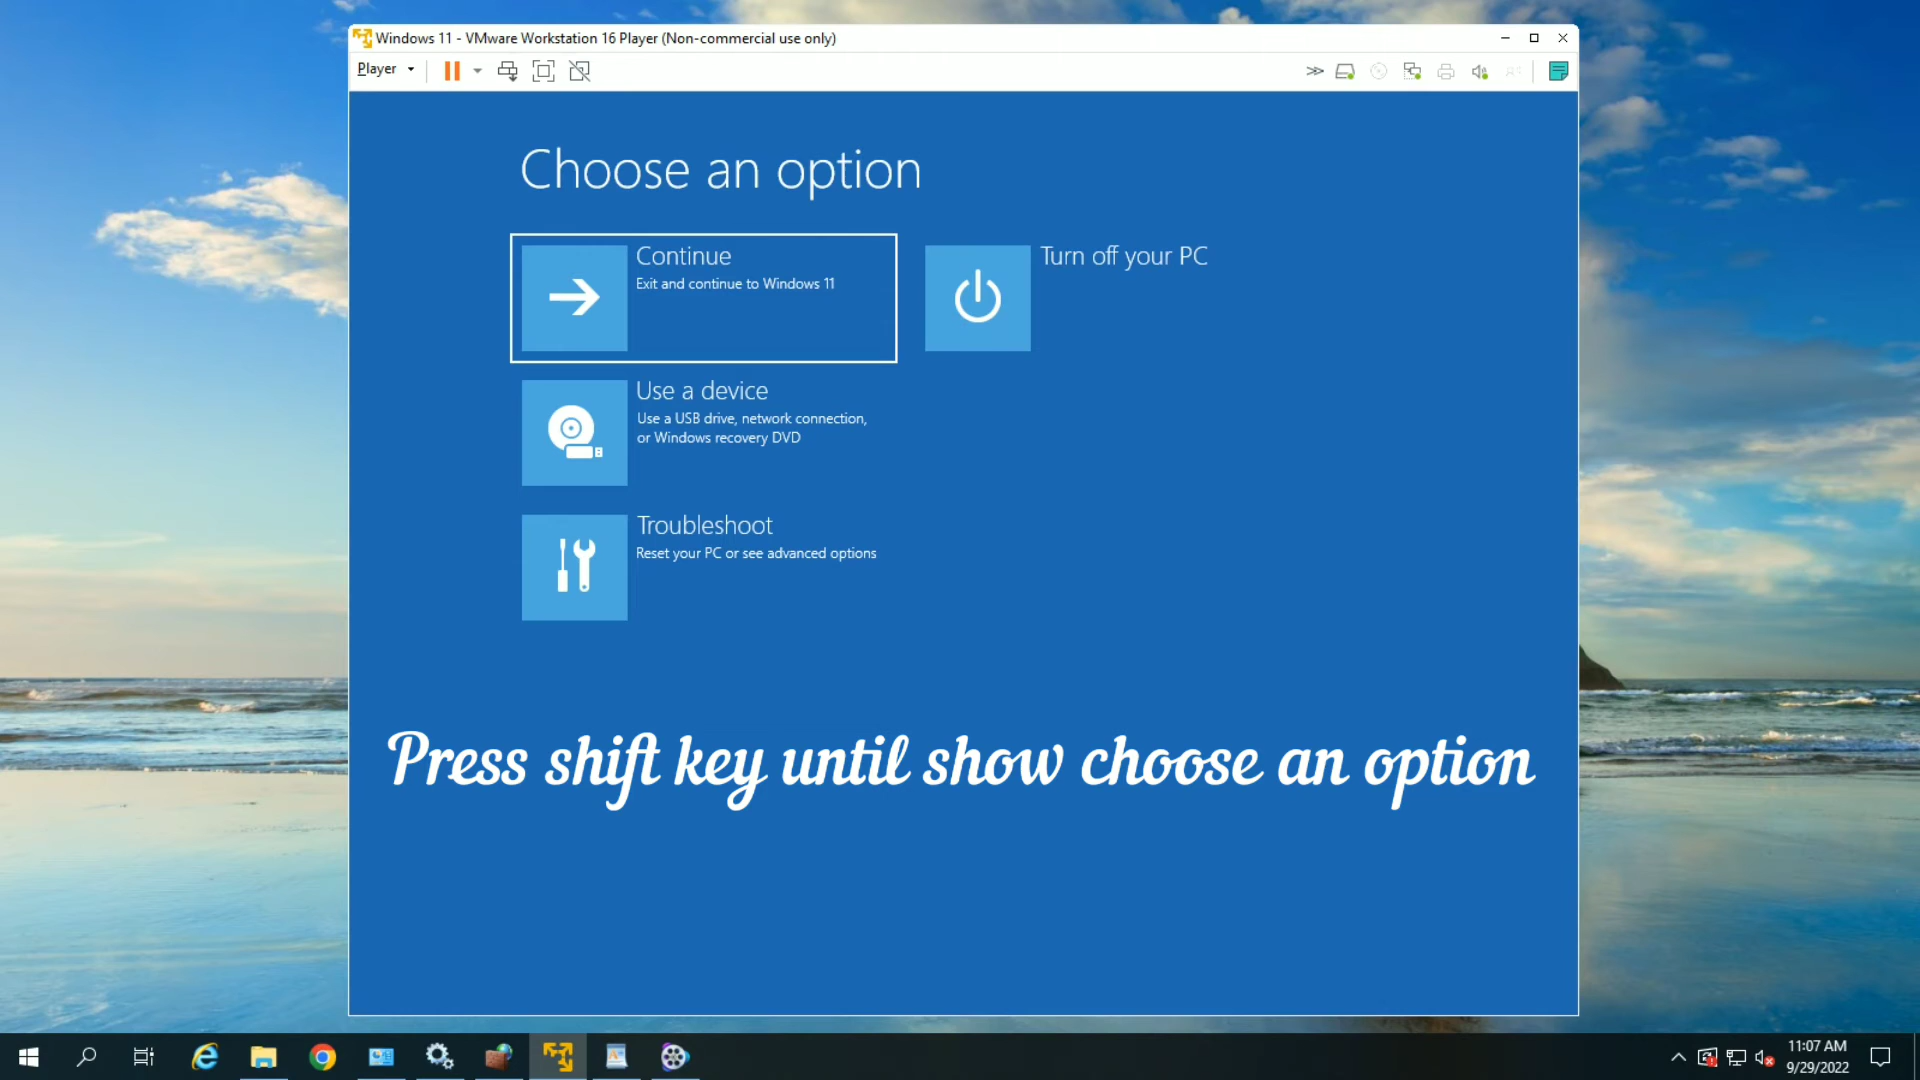 Windows 11 - VMware Workstation 16 Player (Non-commercial use only)
Player
Choose an option
Continue
Exit and continue to Windows 11
Turn off your PC
Use a device
Use a USB drive, network connection,
or Windows recovery DVD
Troubleshoot
Reset your PC or see advanced options
Press shift key until show choose an option
11:07 AM
9/29/2022